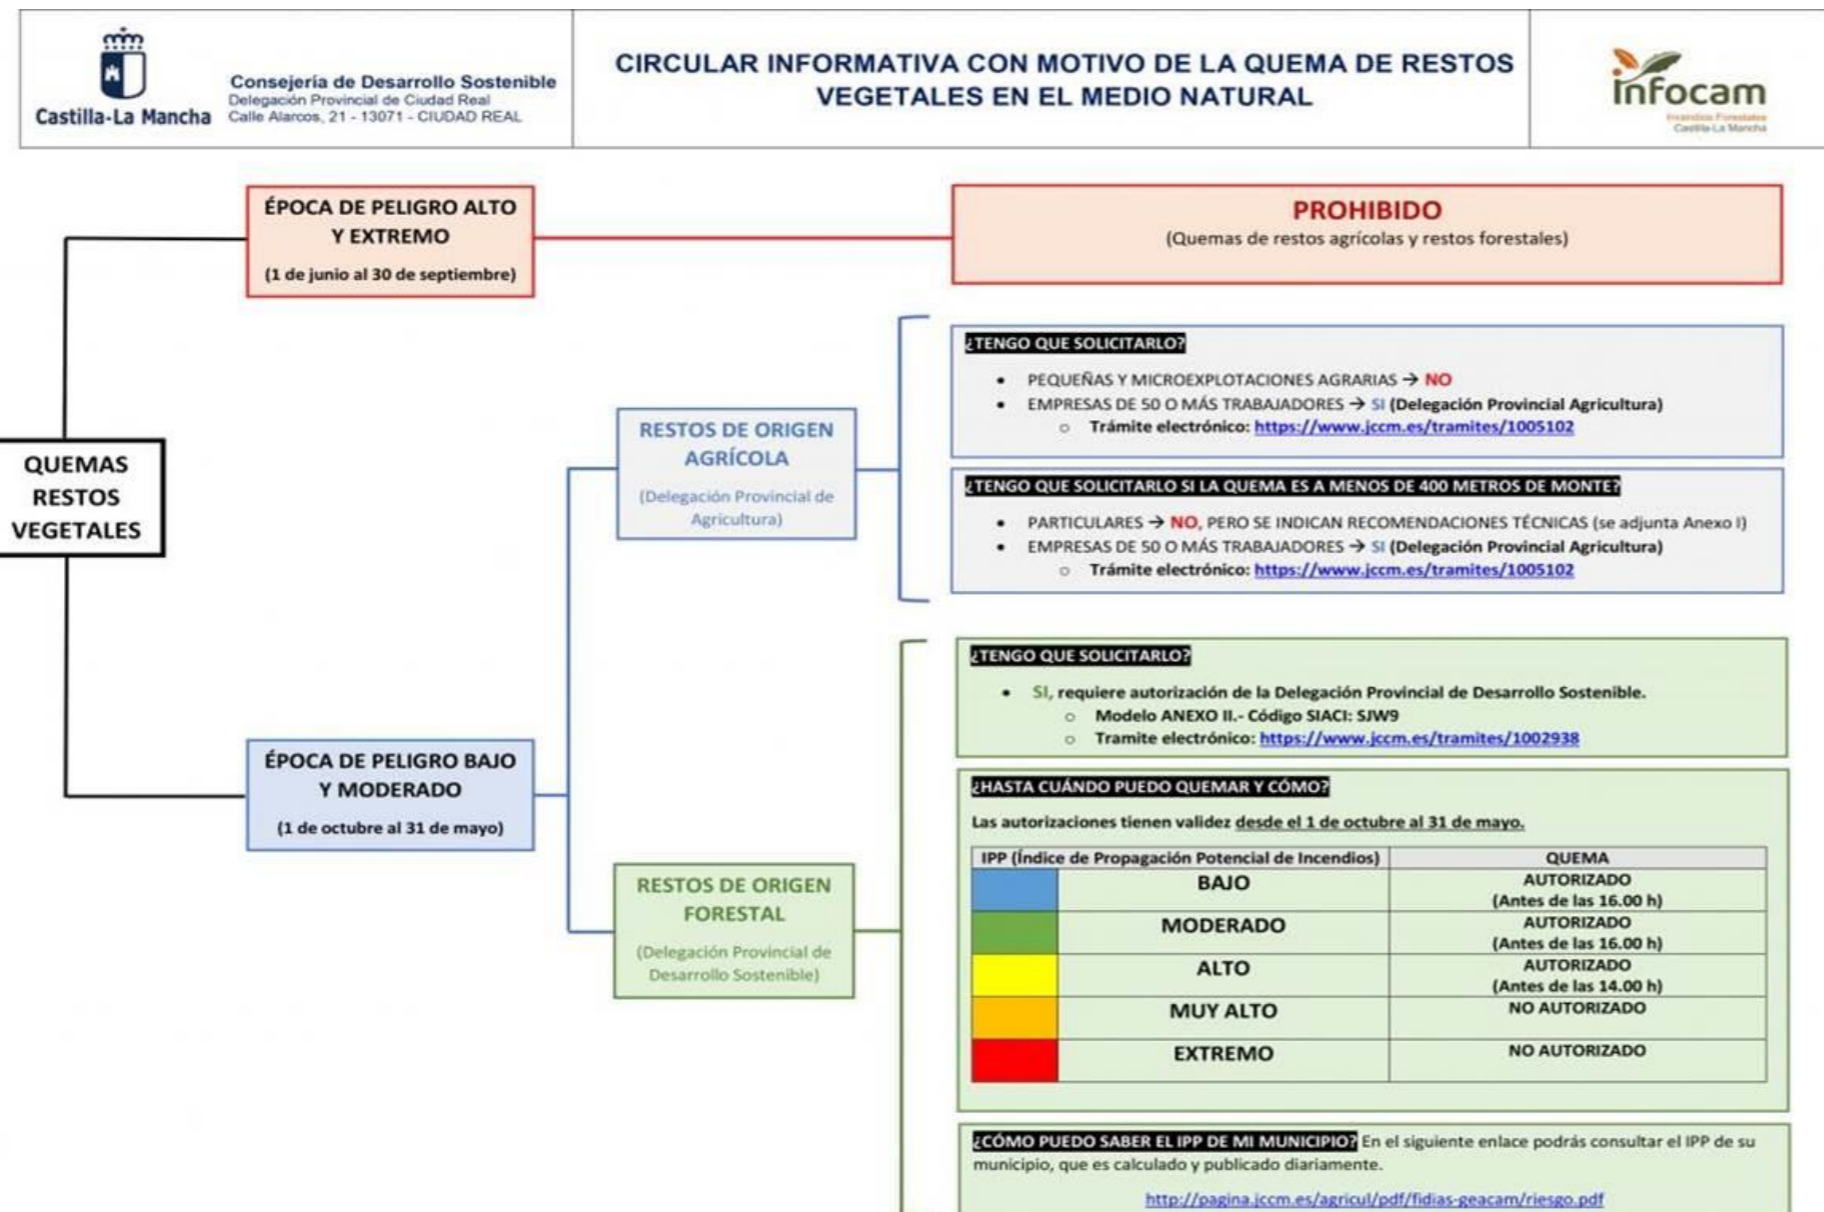 Castilla-La Mancha
Consejería de Desarrollo Sostenible
Delegación Provincial de Ciudad Real
Calle Alarcos, 21 - 13071 - CIUDAD REAL
CIRCULAR INFORMATIVA CON MOTIVO DE LA QUEMA DE RESTOS
VEGETALES EN EL MEDIO NATURAL
infocam
Incendios Forestales
Castilla-La Mancha
QUEMAS
RESTOS
VEGETALES
ÉPOCA DE PELIGRO ALTO
Y EXTREMO
(1 de junio al 30 de septiembre)
PROHIBIDO
(Quemas de restos agrícolas y restos forestales)
ÉPOCA DE PELIGRO BAJO
Y MODERADO
(1 de octubre al 31 de mayo)
RESTOS DE ORIGEN
AGRÍCOLA
(Delegación Provincial de
Agricultura)
¿TENGO QUE SOLICITARLO?
• PEQUEÑAS Y MICROEXPLOTACIONES AGRARIAS → NO
• EMPRESAS DE 50 O MÁS TRABAJADORES → SI (Delegación Provincial Agricultura)
o Trámite electrónico: https://www.jccm.es/tramites/1005102
¿TENGO QUE SOLICITARLO SI LA QUEMA ES A MENOS DE 400 METROS DE MONTE?
• PARTICULARES → NO, PERO SE INDICAN RECOMENDACIONES TÉCNICAS (se adjunta Anexo I)
• EMPRESAS DE 50 O MÁS TRABAJADORES → SI (Delegación Provincial Agricultura)
o Trámite electrónico: https://www.jccm.es/tramites/1005102
RESTOS DE ORIGEN
FORESTAL
(Delegación Provincial de
Desarrollo Sostenible)
¿TENGO QUE SOLICITARLO?
• SI, requiere autorización de la Delegación Provincial de Desarrollo Sostenible.
o Modelo ANEXO II.- Código SIACI: SJW9
o Tramite electrónico: https://www.jccm.es/tramites/1002938
¿HASTA CUÁNDO PUEDO QUEMAR Y CÓMO?
Las autorizaciones tienen validez desde el 1 de octubre al 31 de mayo.
IPP (Índice de Propagación Potencial de Incendios) QUEMA
BAJO AUTORIZADO
(Antes de las 16.00 h)
MODERADO AUTORIZADO
(Antes de las 16.00 h)
ALTO AUTORIZADO
(Antes de las 14.00 h)
MUY ALTO NO AUTORIZADO
EXTREMO NO AUTORIZADO
¿CÓMO PUEDO SABER EL IPP DE MI MUNICIPIO? En el siguiente enlace podrás consultar el IPP de su
municipio, que es calculado y publicado diariamente.
http://pagina.jccm.es/agricul/pdf/fidias-geacam/riesgo.pdf